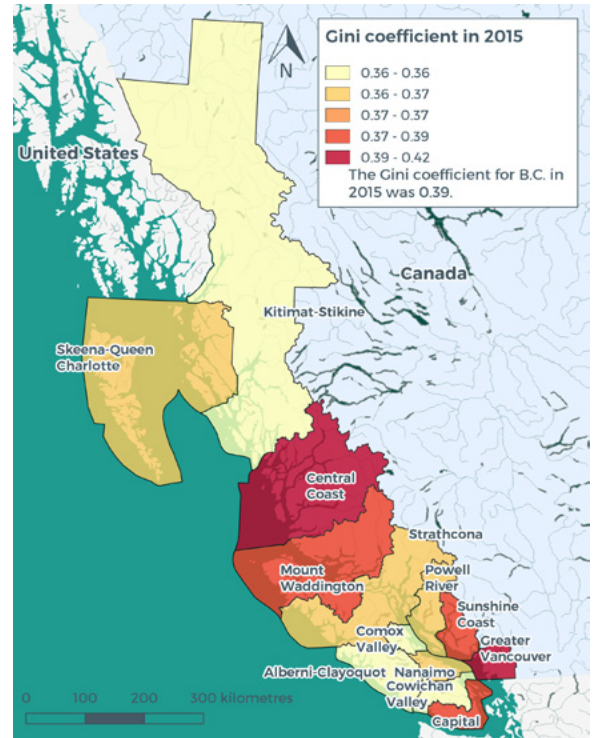 Gini coefficient in 2015
0.36 - 0.36
0.36 - 0.37
0.37 - 0.37
0.37 - 0.39
0.39 - 0.42
The Gini coefficient for B.C. in
2015 was 0.39.
N
United States
Canada
Kitimat-Stikine
Skeena-Queen
Charlotte
Central
Coast
Strathcona
Mount
Waddington
Powell
River
Sunshine
Coast
Comox
Valley
Greater
Vancouver
Alberni-Clayoquot
Nanaimo
Cowichan
Valley
Capital
0 100 200 300 kilometres